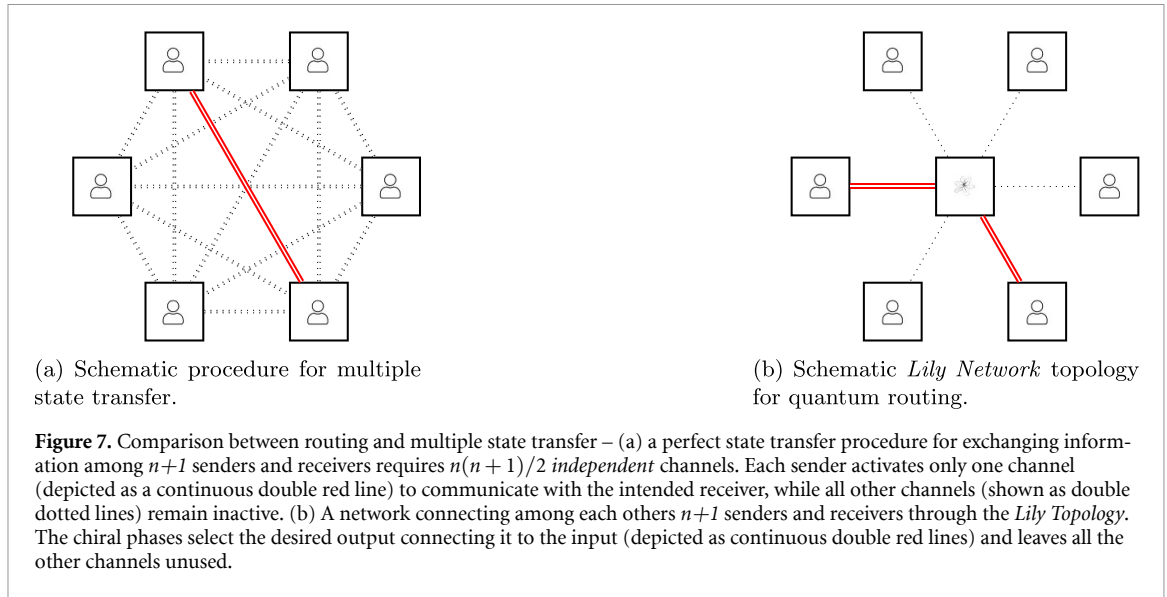 (a) Schematic procedure for multiple
state transfer.
(b) Schematic Lily Network topology
for quantum routing.
Figure 7. Comparison between routing and multiple state transfer – (a) a perfect state transfer procedure for exchanging inform-
ation among n+1 senders and receivers requires n(n + 1)/2 independent channels. Each sender activates only one channel
(depicted as a continuous double red line) to communicate with the intended receiver, while all other channels (shown as double
dotted lines) remain inactive. (b) A network connecting among each others n+1 senders and receivers through the Lily Topology.
The chiral phases select the desired output connecting it to the input (depicted as continuous double red lines) and leaves all the
other channels unused.